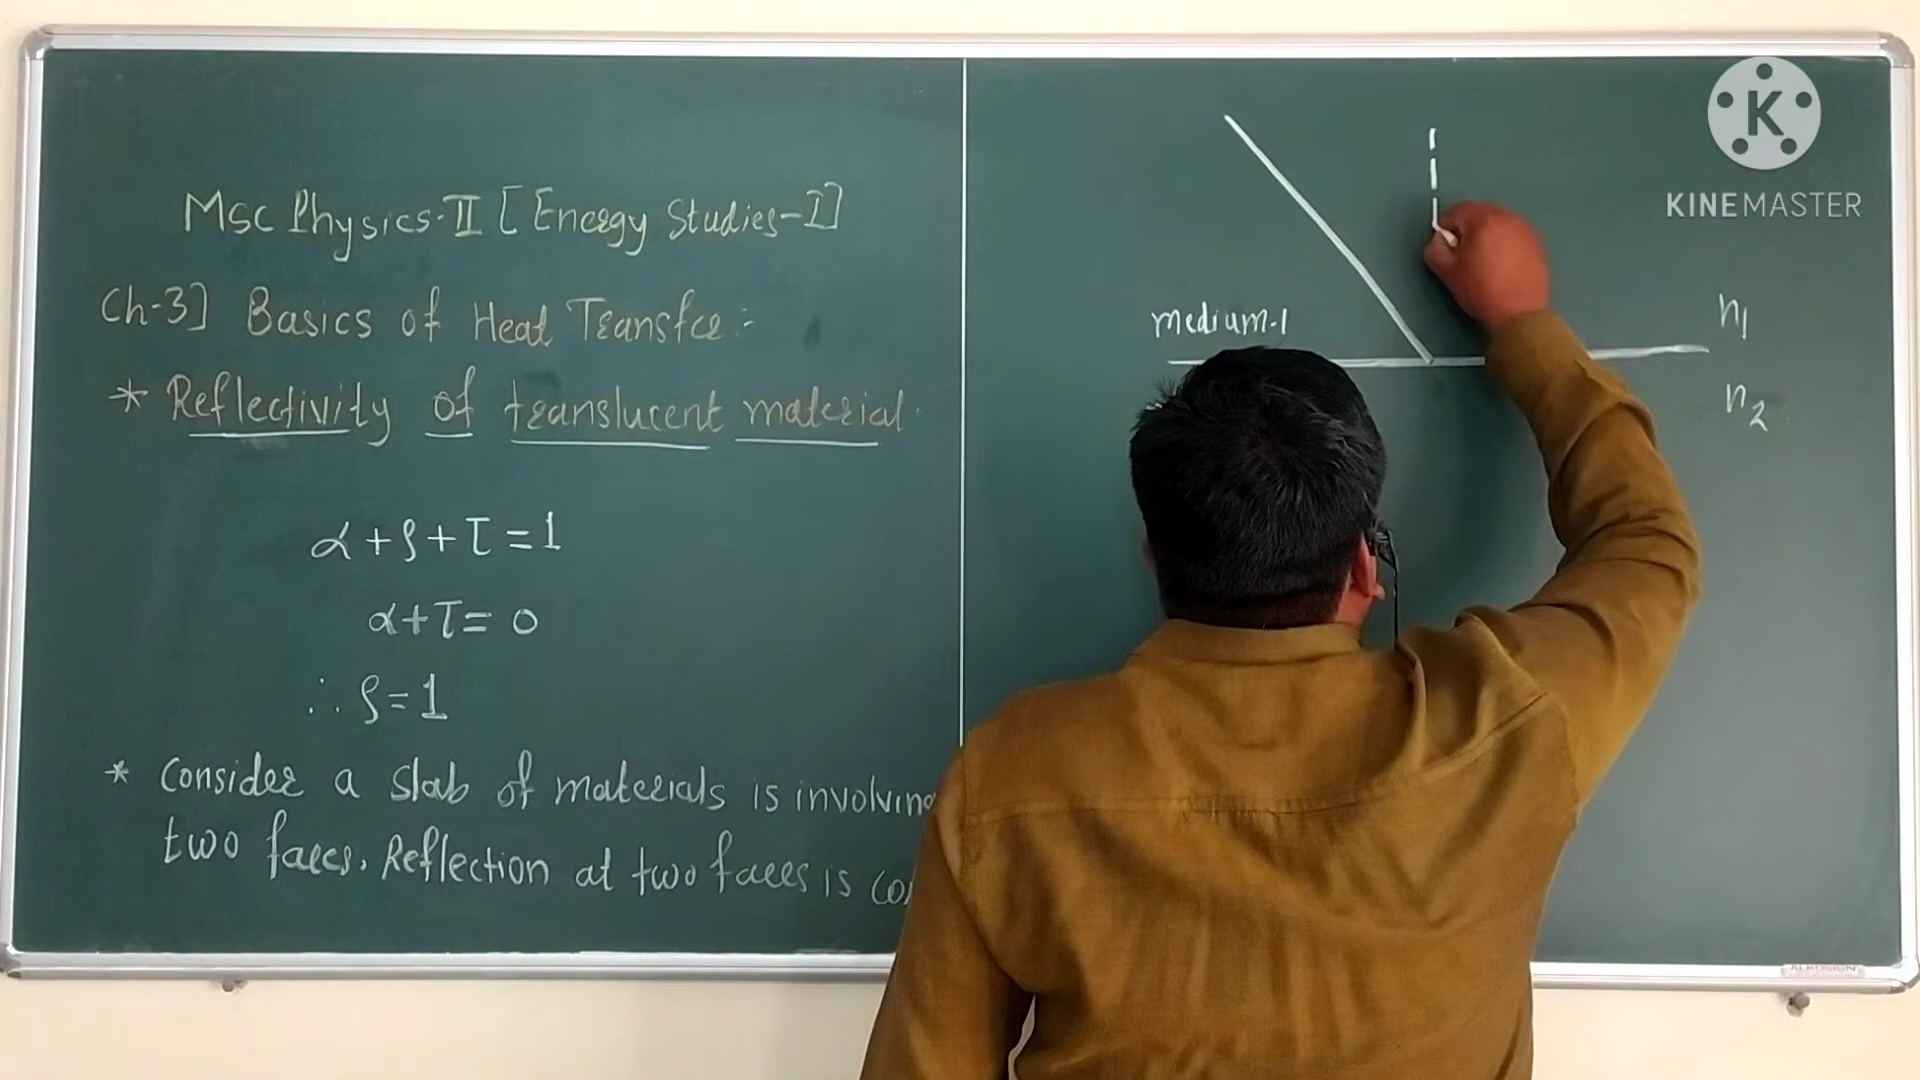 Msc Physics-II [Energy Studies-I]
Ch-3] Basics of Heat Transfer:-
* Reflectivity of translucent material.
α+ρ+τ=1
α+τ=0
∴ ρ=1
* Consider a Slab of materials is involving
two faces. Reflection at two faces is
medium-1
n1
n2
K
KINEMASTER
ALKOSIGN